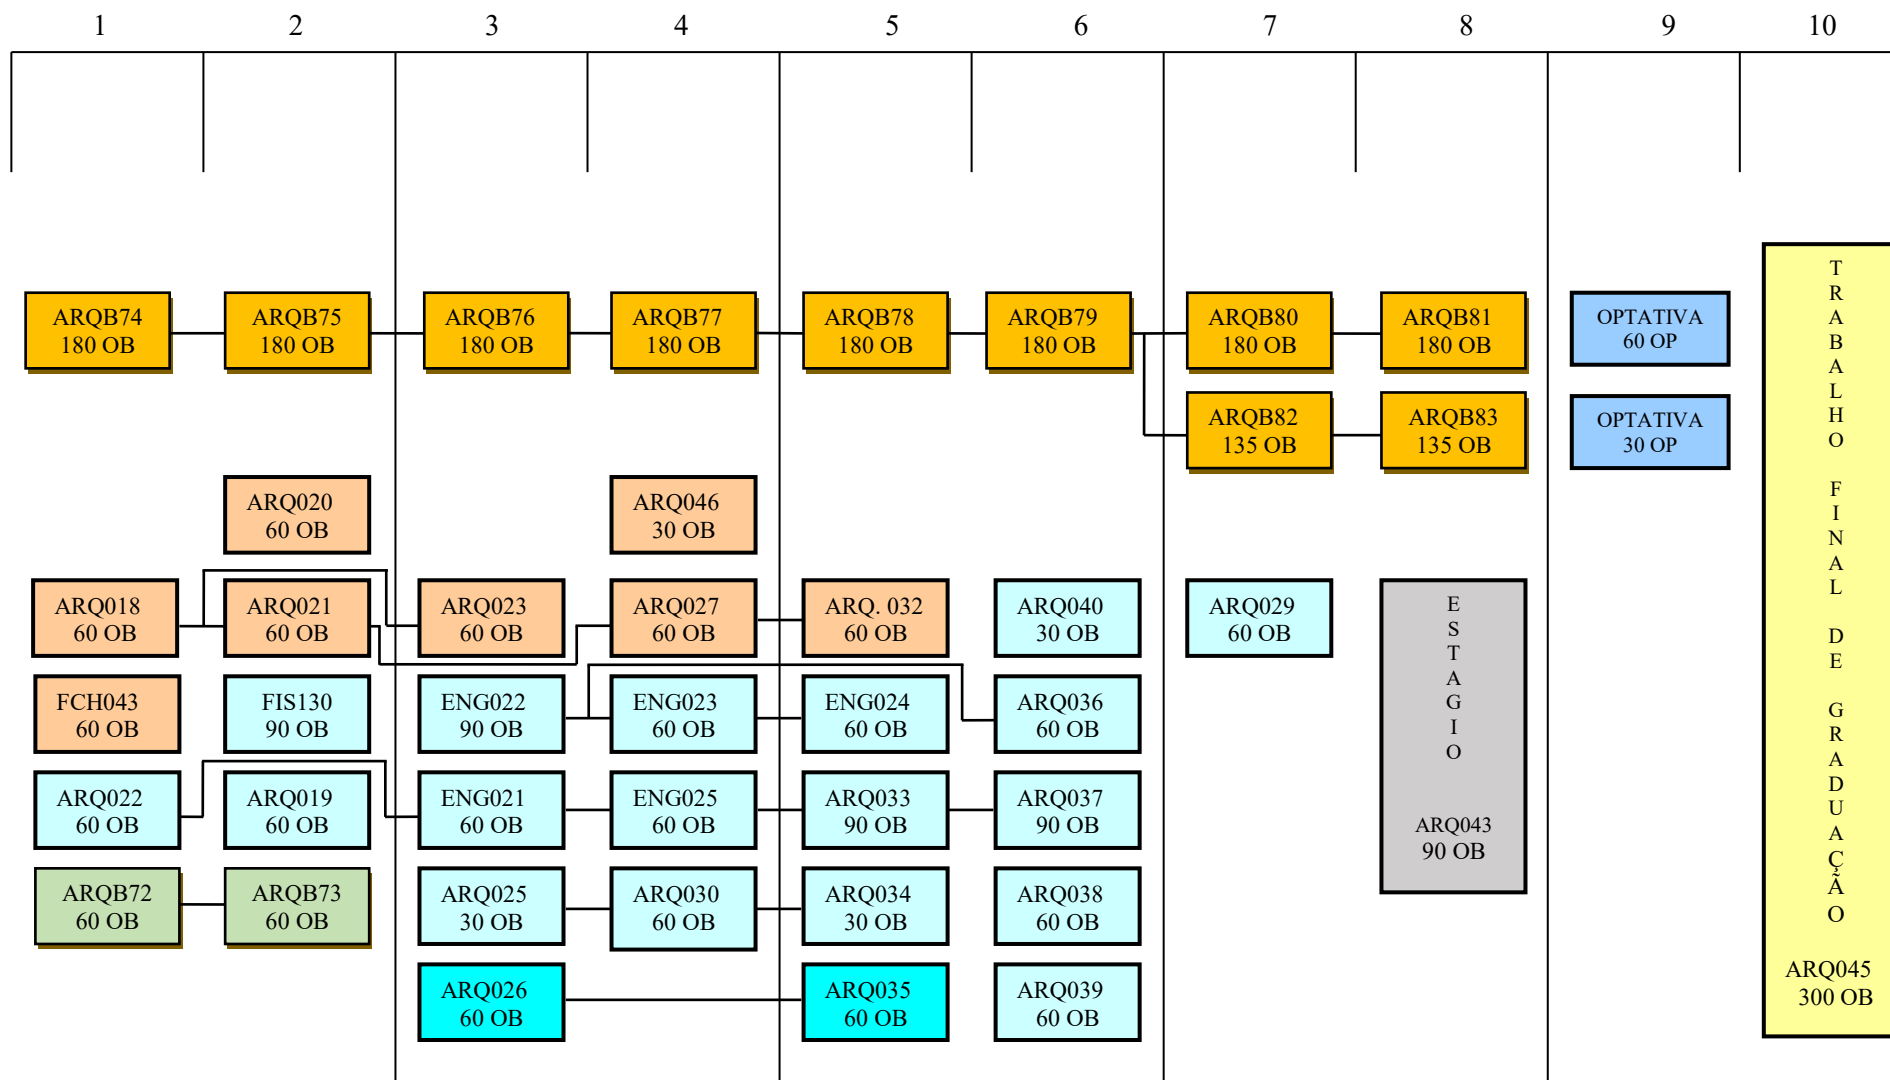 1 2 3 4 5 6 7 8 9 10
ARQB74
180 OB
ARQB75
180 OB
ARQB76
180 OB
ARQB77
180 OB
ARQB78
180 OB
ARQB79
180 OB
ARQB80
180 OB
ARQB81
180 OB
OPTATIVA
60 OP
ARQB82
135 OB
ARQB83
135 OB
OPTATIVA
30 OP
ARQ020
60 OB
ARQ046
30 OB
ARQ018
60 OB
ARQ021
60 OB
ARQ023
60 OB
ARQ027
60 OB
ARQ. 032
60 OB
ARQ040
30 OB
ARQ029
60 OB
FCH043
60 OB
FIS130
90 OB
ENG022
90 OB
ENG023
60 OB
ENG024
60 OB
ARQ036
60 OB
ARQ022
60 OB
ARQ019
60 OB
ENG021
60 OB
ENG025
60 OB
ARQ033
90 OB
ARQ037
90 OB
ARQB72
60 OB
ARQB73
60 OB
ARQ025
30 OB
ARQ030
60 OB
ARQ034
30 OB
ARQ038
60 OB
ARQ026
60 OB
ARQ035
60 OB
ARQ039
60 OB
ESTAGIO
ARQ043
90 OB
TRABALHO FINAL DE GRADUAÇÃO
ARQ045
300 OB